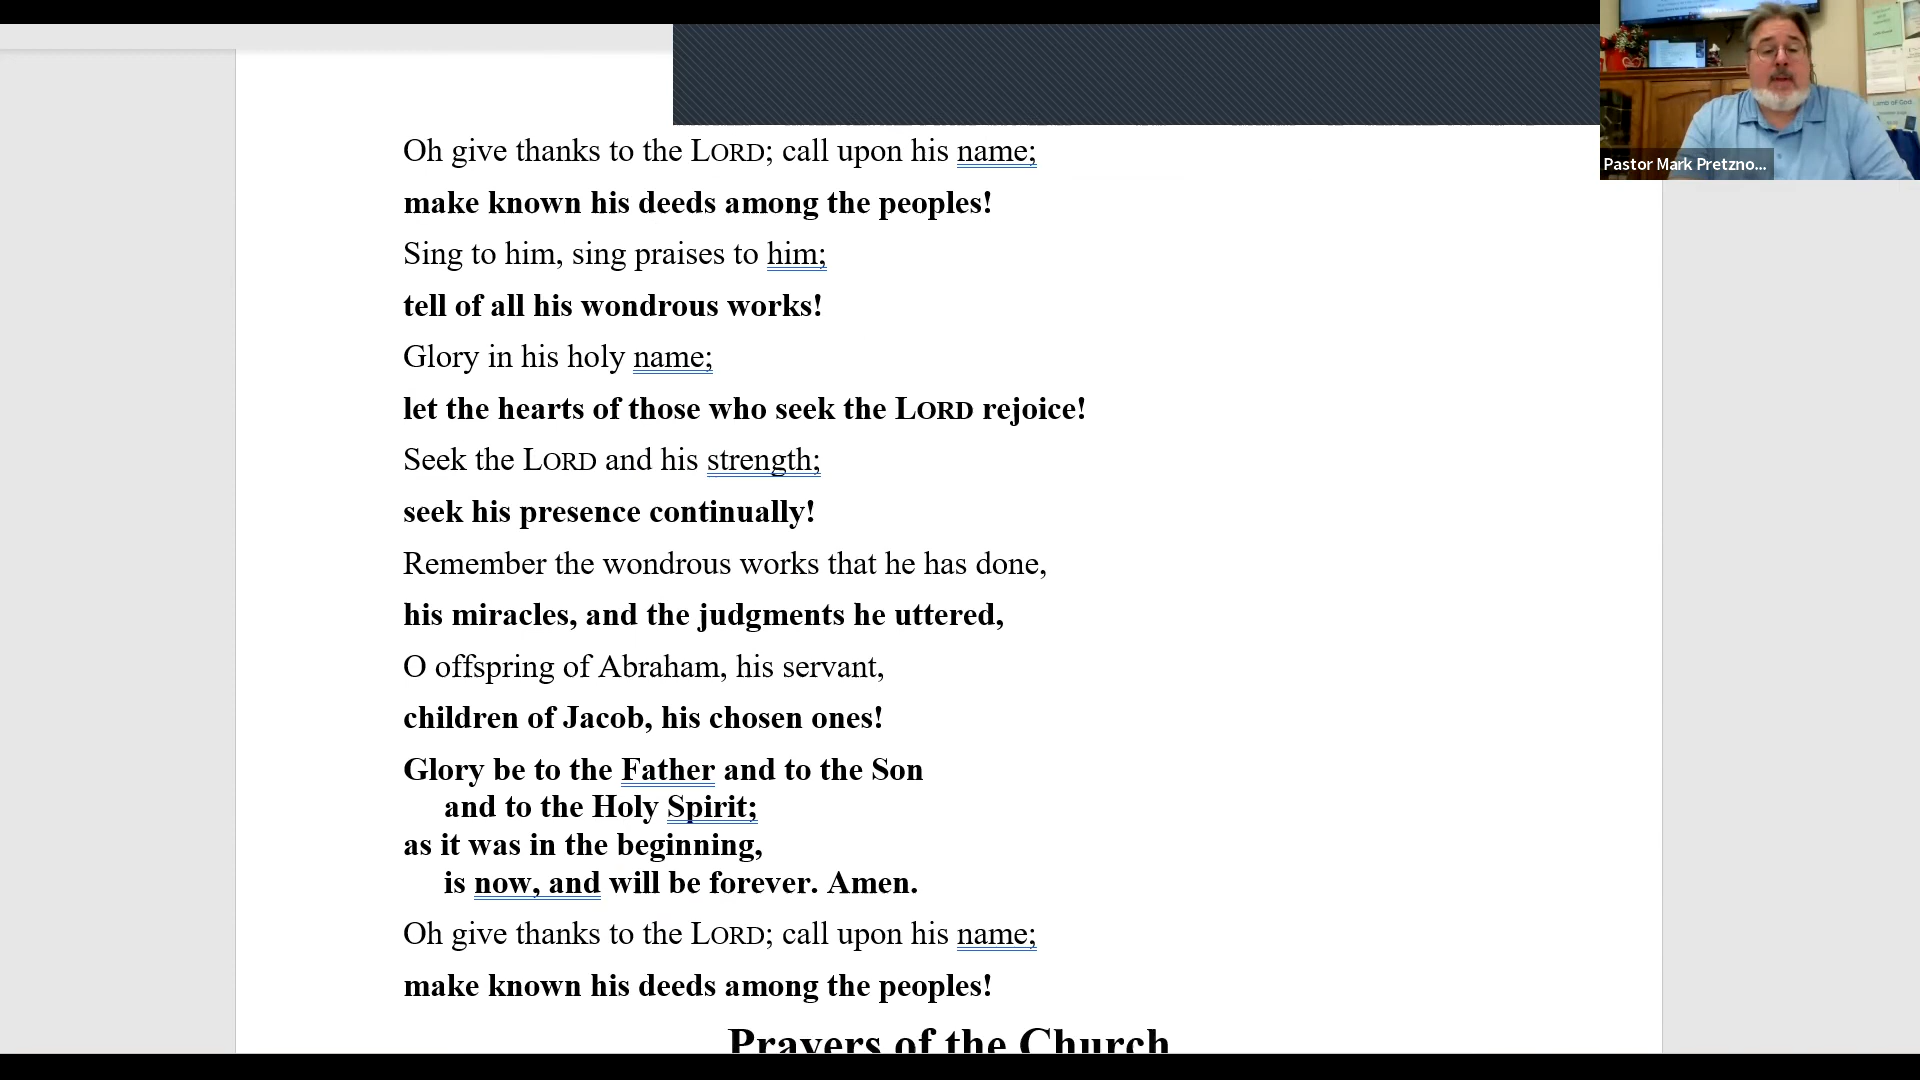 Oh give thanks to the LORD; call upon his name;
make known his deeds among the peoples!
Sing to him, sing praises to him;
tell of all his wondrous works!
Glory in his holy name;
let the hearts of those who seek the LORD rejoice!
Seek the LORD and his strength;
seek his presence continually!
Remember the wondrous works that he has done,
his miracles, and the judgments he uttered,
O offspring of Abraham, his servant,
children of Jacob, his chosen ones!
Glory be to the Father and to the Son
and to the Holy Spirit;
as it was in the beginning,
is now, and will be forever. Amen.
Oh give thanks to the LORD; call upon his name;
make known his deeds among the peoples!
Prayers of the Church
Pastor Mark Pretzno...
Lamb of God